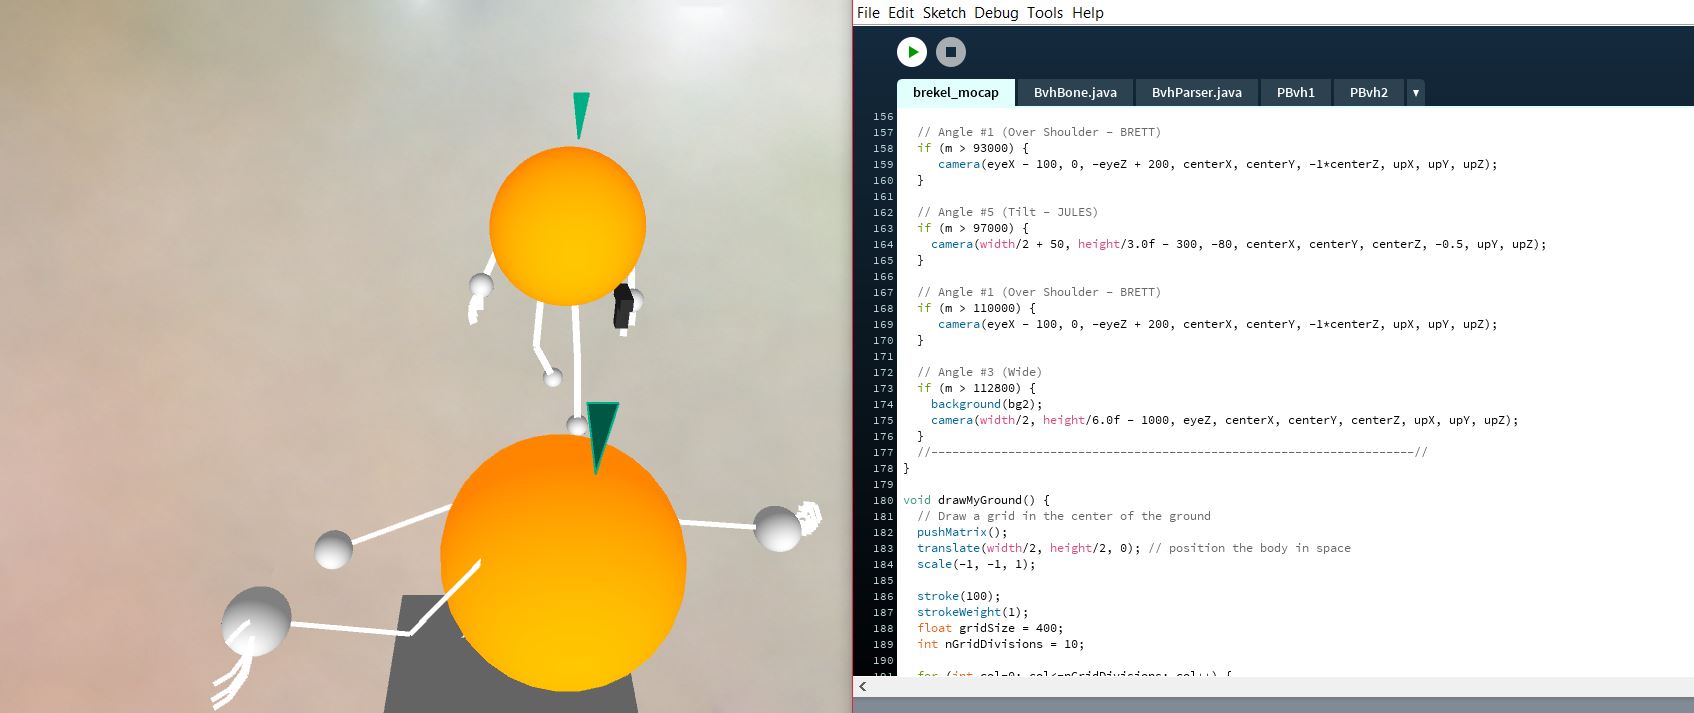 File Edit Sketch Debug Tools Help
brekel_mocap BvhBone.java BvhParser.java PBvh1 PBvh2 ▼
156
157 // Angle #1 (Over Shoulder – BRETT)
158 if (m > 93000) {
159 camera(eyeX - 100, 0, -eyeZ + 200, centerX, centerY, -1*centerZ, upX, upY, upZ);
160 }
161
162 // Angle #5 (Tilt – JULES)
163 if (m > 97000) {
164 camera(width/2 + 50, height/3.0f - 300, -80, centerX, centerY, centerZ, -0.5, upY, upZ);
165 }
166
167 // Angle #1 (Over Shoulder – BRETT)
168 if (m > 110000) {
169 camera(eyeX - 100, 0, -eyeZ + 200, centerX, centerY, -1*centerZ, upX, upY, upZ);
170 }
171
172 // Angle #3 (Wide)
173 if (m > 112800) {
174 background(bg2);
175 camera(width/2, height/6.0f - 1000, eyeZ, centerX, centerY, centerZ, upX, upY, upZ);
176 }
177 //---------------------------------------------------------------------//
178 }
179
180 void drawMyGround() {
181 // Draw a grid in the center of the ground
182 pushMatrix();
183 translate(width/2, height/2, 0); // position the body in space
184 scale(-1, -1, 1);
185
186 stroke(100);
187 strokeWeight(1);
188 float gridSize = 400;
189 int nGridDivisions = 10;
190
191 for (int col=0; col<=nGridDivisions; col++) {